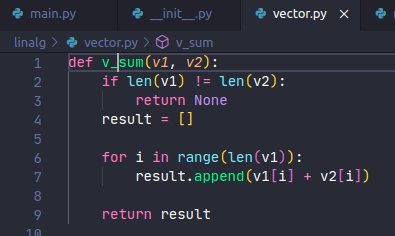 main.py __init__.py vector.py ×
linalg > vector.py > v_sum
1 def v_sum(v1, v2):
2     if len(v1) != len(v2):
3         return None
4     result = []
5
6     for i in range(len(v1)):
7         result.append(v1[i] + v2[i])
8
9     return result